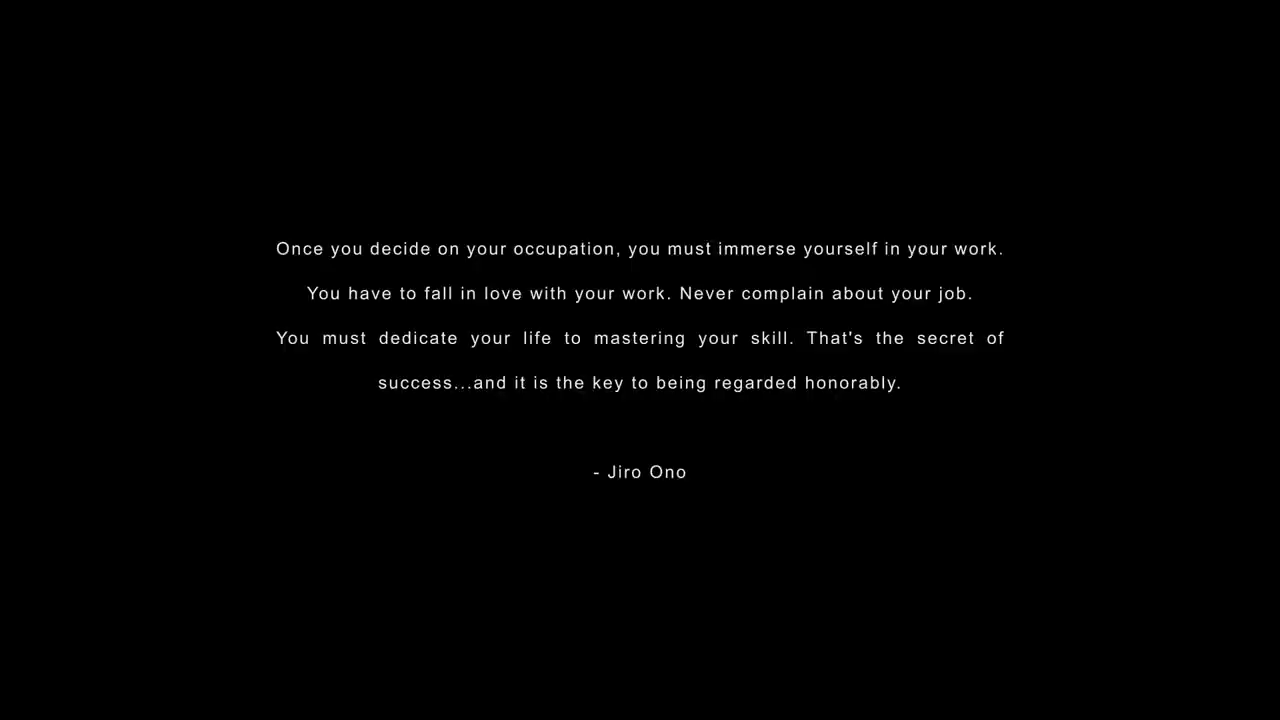 Once you decide on your occupation, you must immerse yourself in your work.
You have to fall in love with your work. Never complain about your job.
You must dedicate your life to mastering your skill. That's the secret of
success...and it is the key to being regarded honorably.
- Jiro Ono